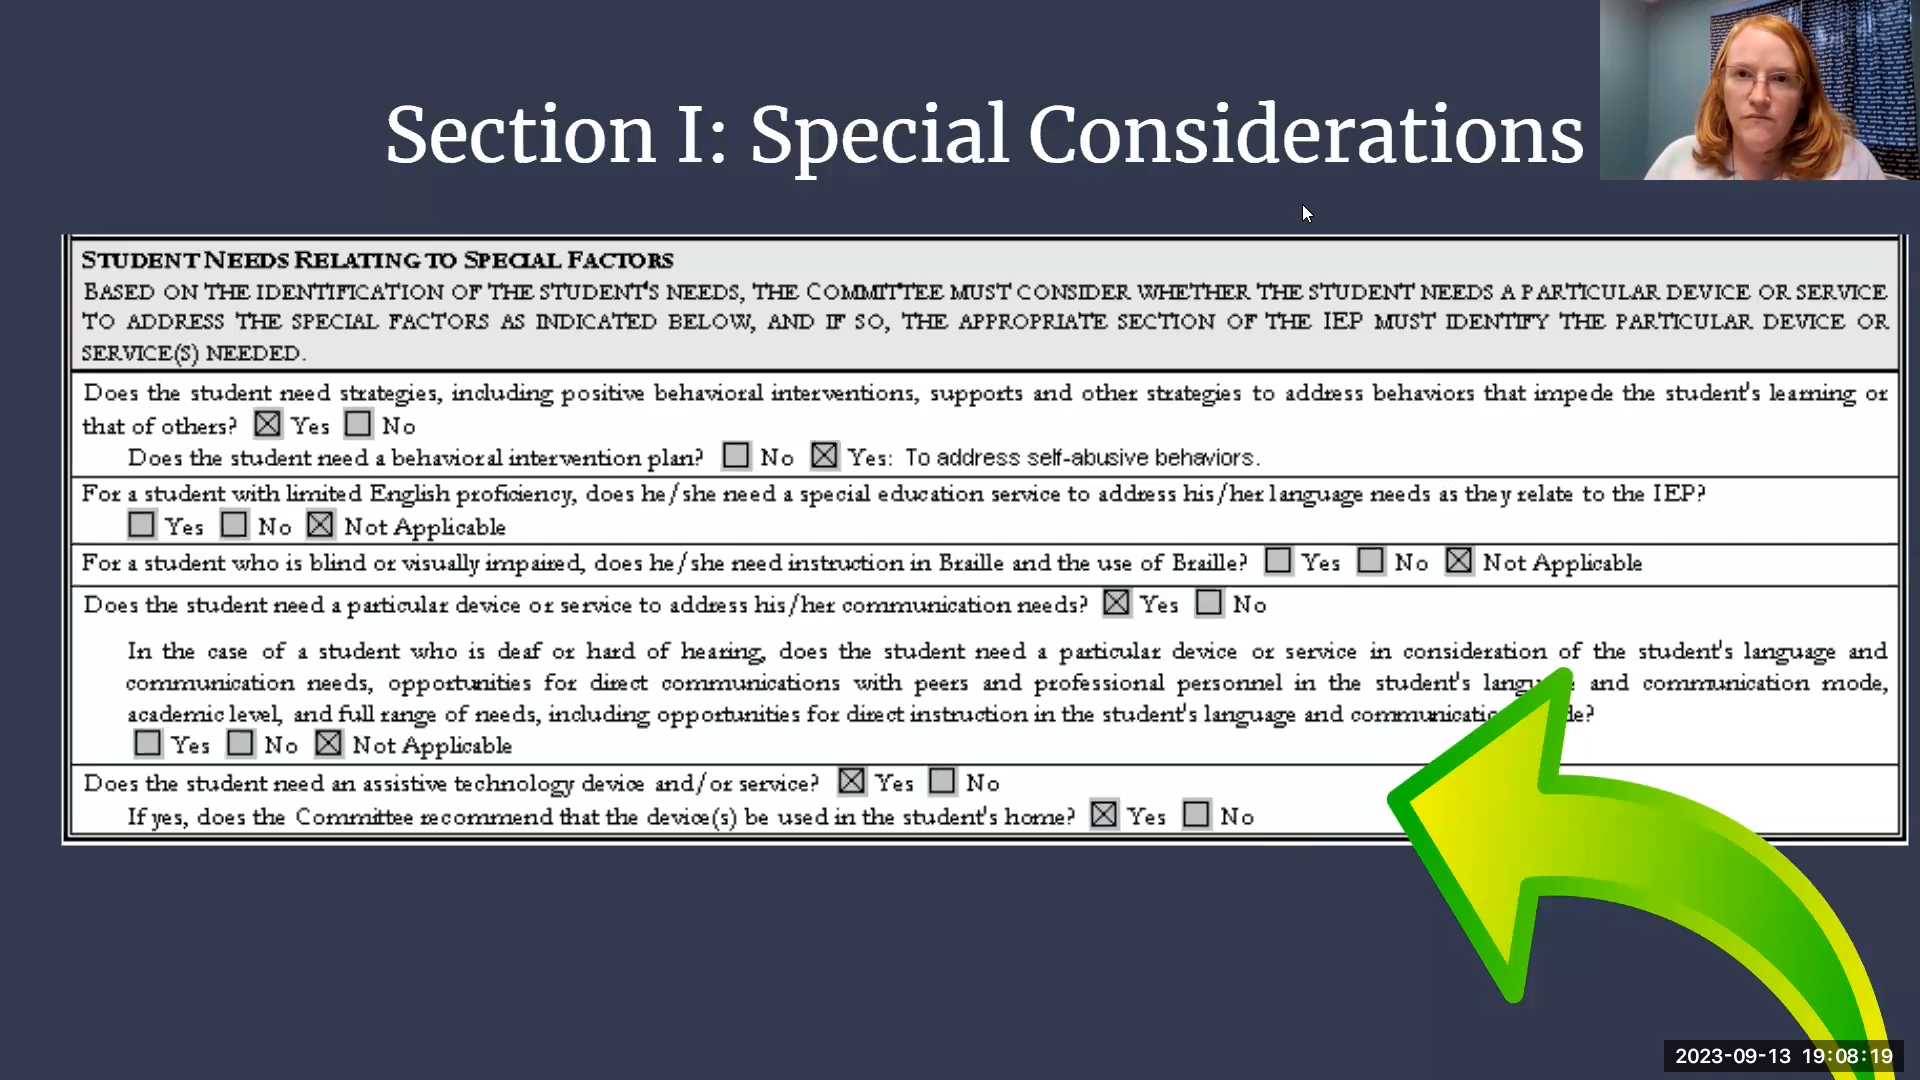 Section I: Special Considerations
STUDENT NEEDS RELATING TO SPECIAL FACTORS
BASED ON THE IDENTIFICATION OF THE STUDENT'S NEEDS, THE COMMITTEE MUST CONSIDER WHETHER THE STUDENT NEEDS A PARTICULAR DEVICE OR SERVICE
TO ADDRESS THE SPECIAL FACTORS AS INDICATED BELOW, AND IF SO, THE APPROPRIATE SECTION OF THE IEP MUST IDENTIFY THE PARTICULAR DEVICE OR
SERVICE(S) NEEDED.
Does the student need strategies, including positive behavioral interventions, supports and other strategies to address behaviors that impede the student's learning or
that of others? ☒ Yes ☐ No
Does the student need a behavioral intervention plan? ☐ No ☒ Yes: To address self-abusive behaviors.
For a student with limited English proficiency, does he/she need a special education service to address his/her language needs as they relate to the IEP?
☐ Yes ☐ No ☒ Not Applicable
For a student who is blind or visually impaired, does he/she need instruction in Braille and the use of Braille? ☐ Yes ☐ No ☒ Not Applicable
Does the student need a particular device or service to address his/her communication needs? ☒ Yes ☐ No
In the case of a student who is deaf or hard of hearing, does the student need a particular device or service in consideration of the student's language and
communication needs, opportunities for direct communications with peers and professional personnel in the student's and communication mode,
academic level, and full range of needs, including opportunities for direct instruction in the student's language and
☐ Yes ☐ No ☒ Not Applicable
Does the student need an assistive technology device and/or service? ☒ Yes ☐ No
If yes, does the Committee recommend that the device(s) be used in the student's home? ☒ Yes ☐ No
2023-09-13 19:08:19